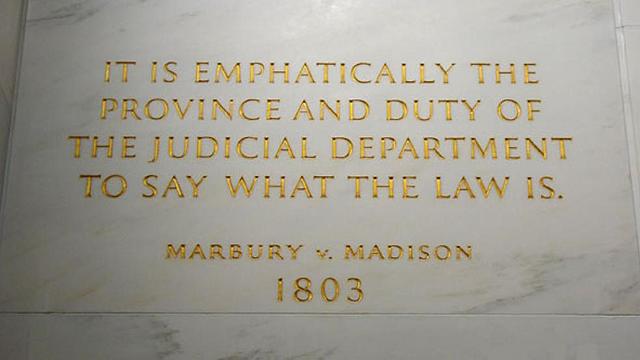 IT IS EMPHATICALLY THE
PROVINCE AND DUTY OF
THE JUDICIAL DEPARTMENT
TO SAY WHAT THE LAW IS.
MARBURY v. MADISON
1803